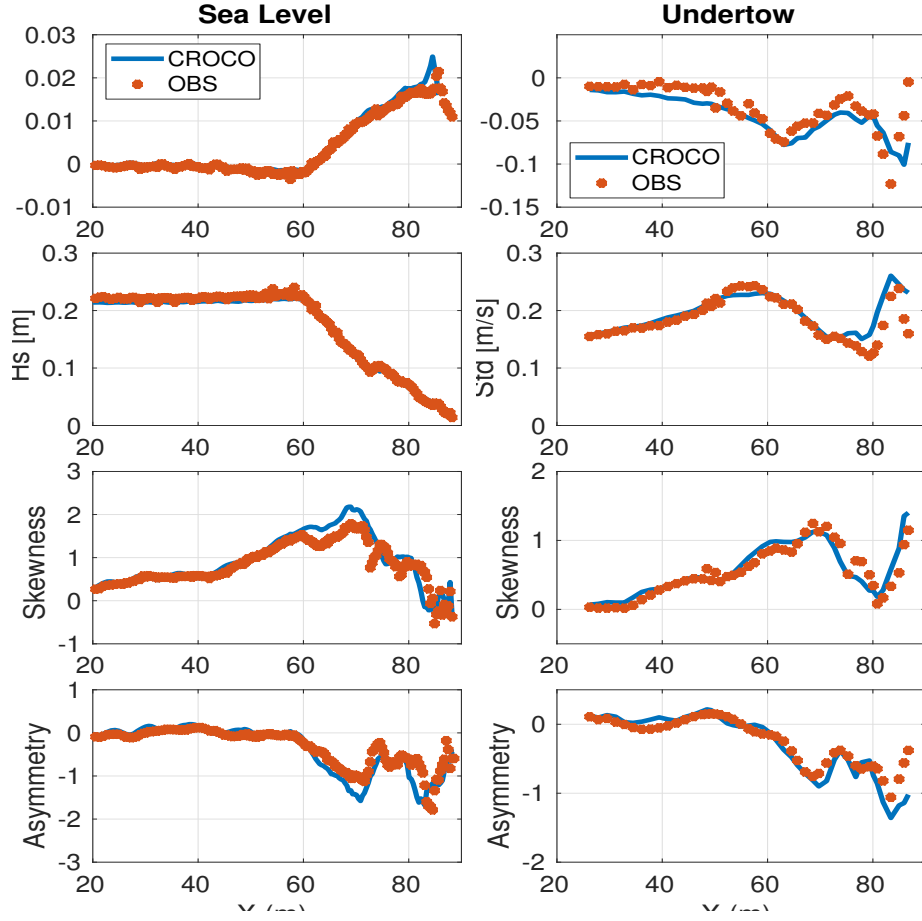 Sea Level
Undertow
0.03
0.02
0.01
0
-0.01
CROCO
OBS
20 40 60 80
0
-0.05
-0.1
-0.15
CROCO
OBS
20 40 60 80
Hs [m]
0.3
0.2
0.1
0
20 40 60 80
Std [m/s]
0.3
0.2
0.1
0
20 40 60 80
Skewness
3
2
1
0
-1
20 40 60 80
Skewness
2
1
0
20 40 60 80
Asymmetry
1
0
-1
-2
-3
20 40 60 80
Asymmetry
0
-1
-2
20 40 60 80
X (m)
X (m)